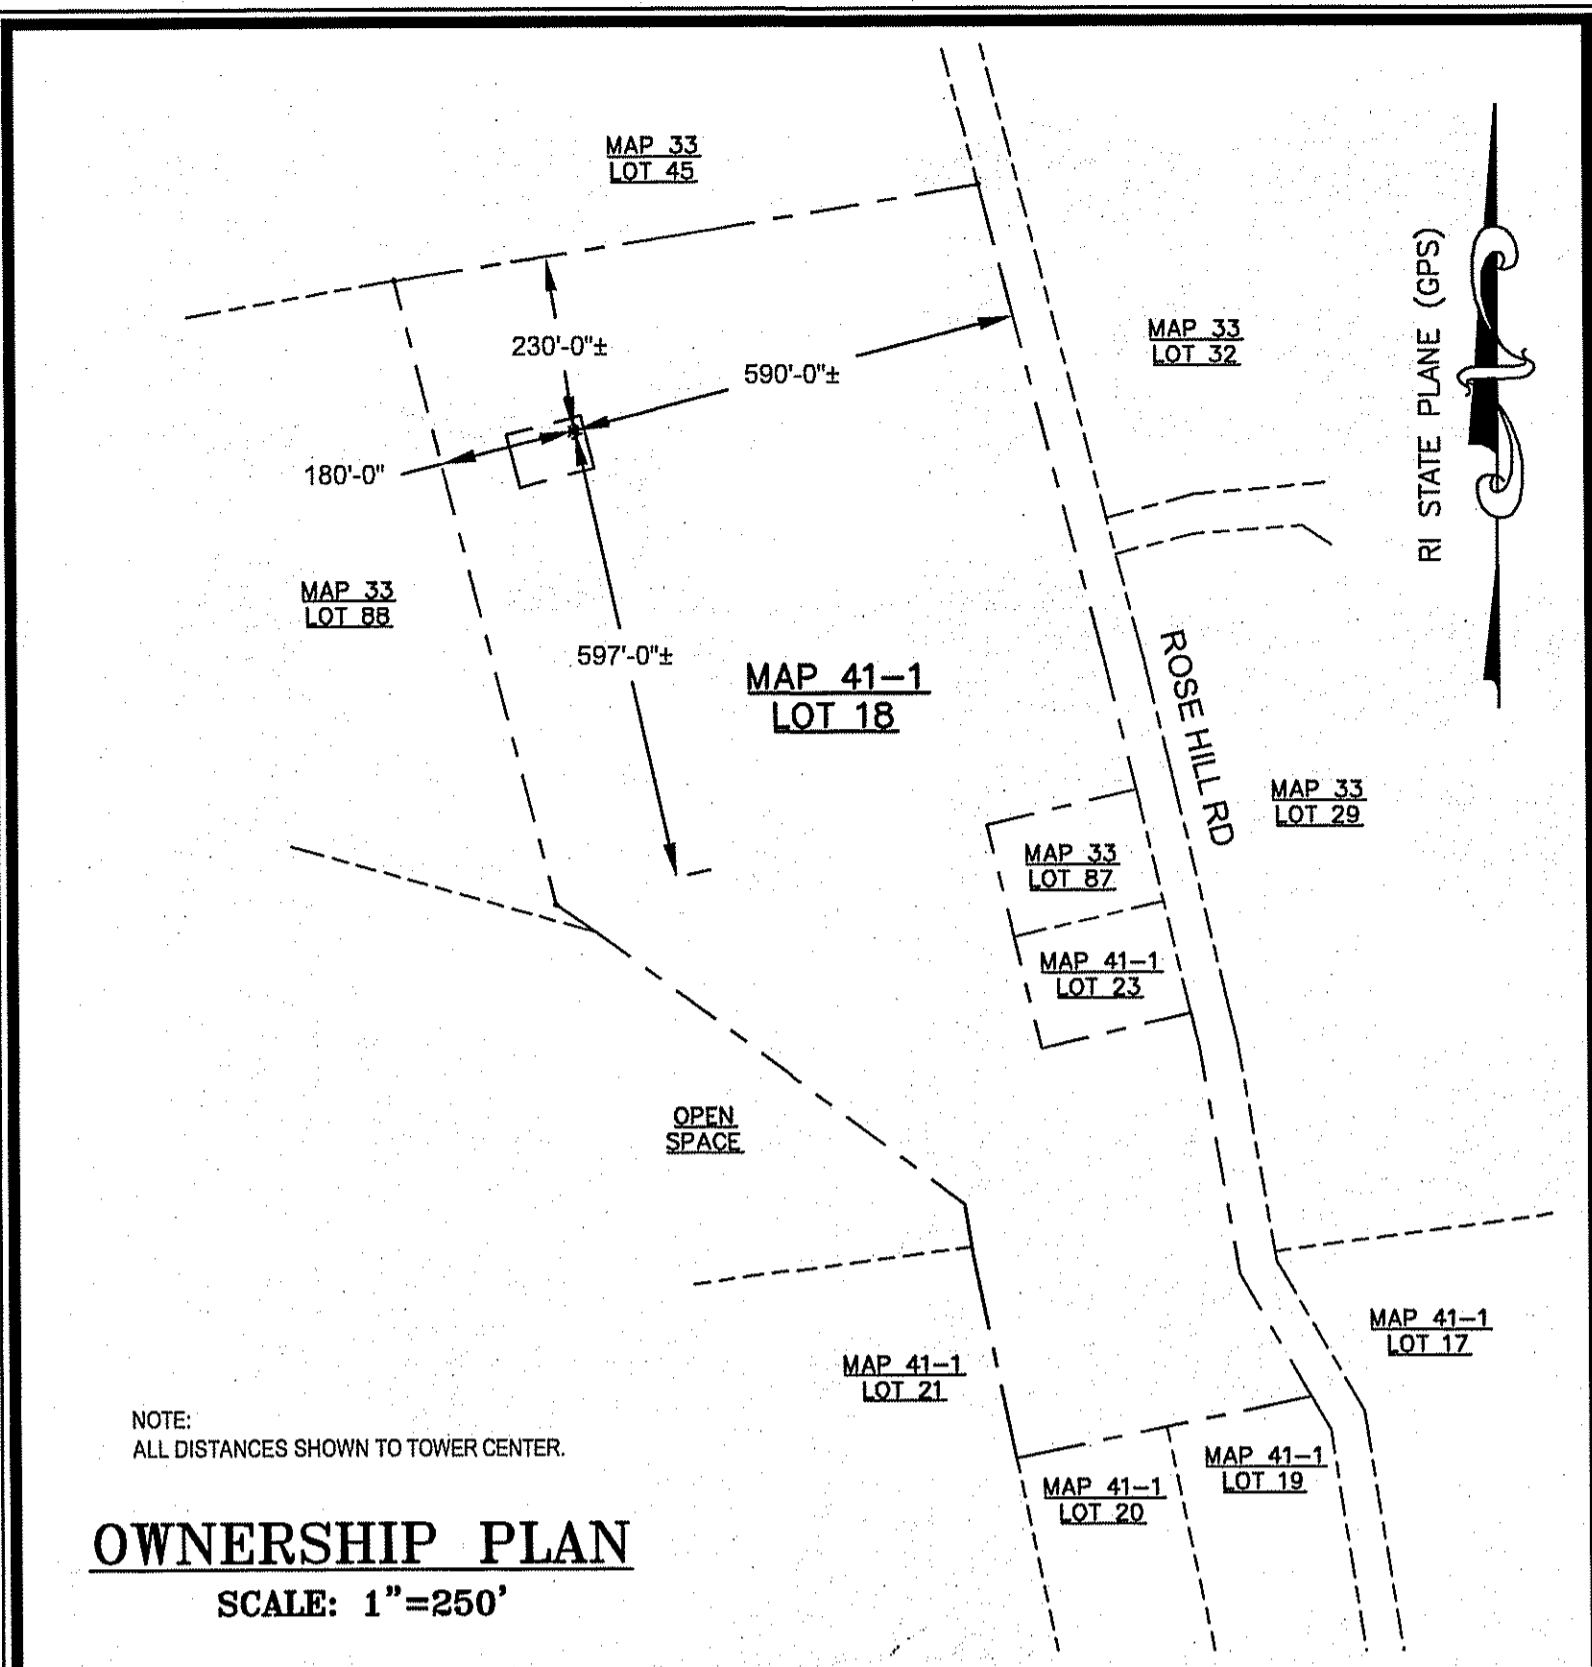 MAP 33
LOT 45
RI STATE PLANE (GPS)
230'-0"±
590'-0"±
MAP 33
LOT 32
180'-0"
MAP 33
LOT 88
597'-0"±
MAP 41-1
LOT 18
ROSE HILL RD
MAP 33
LOT 29
MAP 33
LOT 87
MAP 41-1
LOT 23
OPEN
SPACE
MAP 41-1
LOT 17
MAP 41-1
LOT 21
NOTE:
ALL DISTANCES SHOWN TO TOWER CENTER.
MAP 41-1
LOT 19
MAP 41-1
LOT 20
OWNERSHIP PLAN
SCALE: 1"=250'